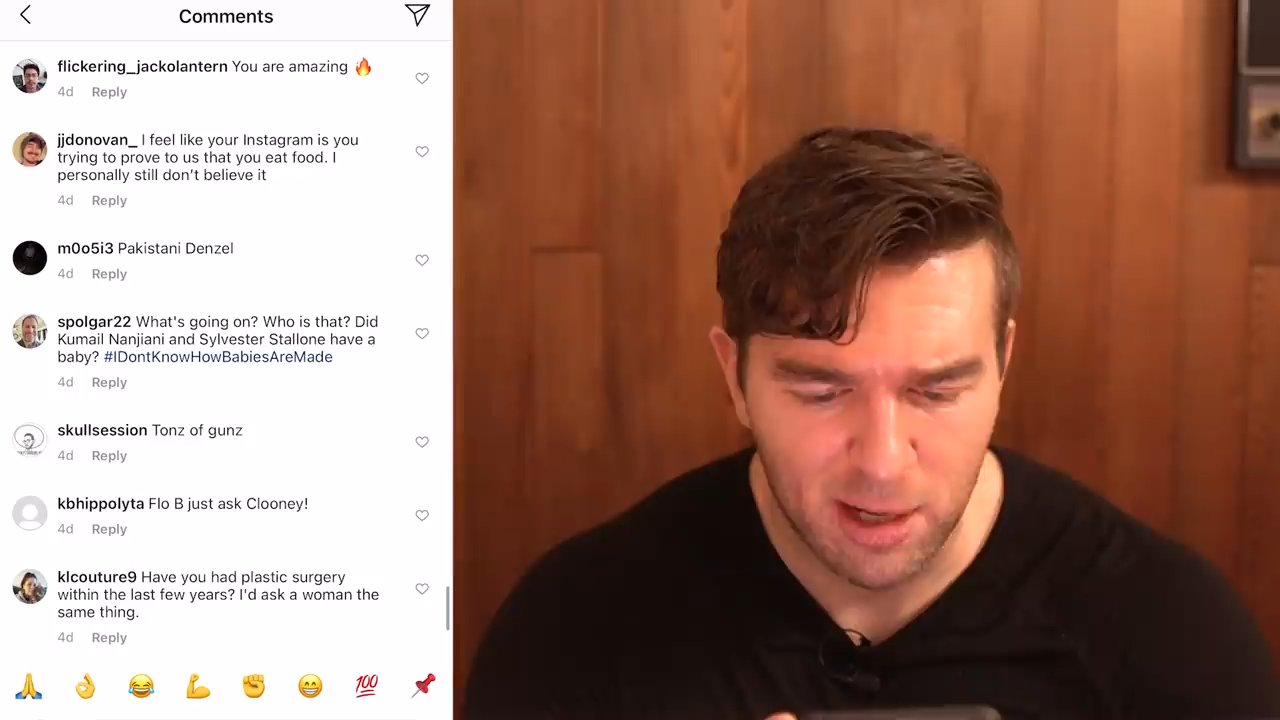 Comments
flickering_jackolantern You are amazing 🔥
4d Reply
jjdonovan_ I feel like your Instagram is you
trying to prove to us that you eat food. I
personally still don't believe it
4d Reply
m0o5i3 Pakistani Denzel
4d Reply
spolgar22 What's going on? Who is that? Did
Kumail Nanjiani and Sylvester Stallone have a
baby? #IDontKnowHowBabiesAreMade
4d Reply
skullsession Tonz of gunz
4d Reply
kbhippolyta Flo B just ask Clooney!
4d Reply
klcouture9 Have you had plastic surgery
within the last few years? I'd ask a woman the
same thing.
4d Reply
🙏 👌 😂 💪 ✊ 😁 💯 📌